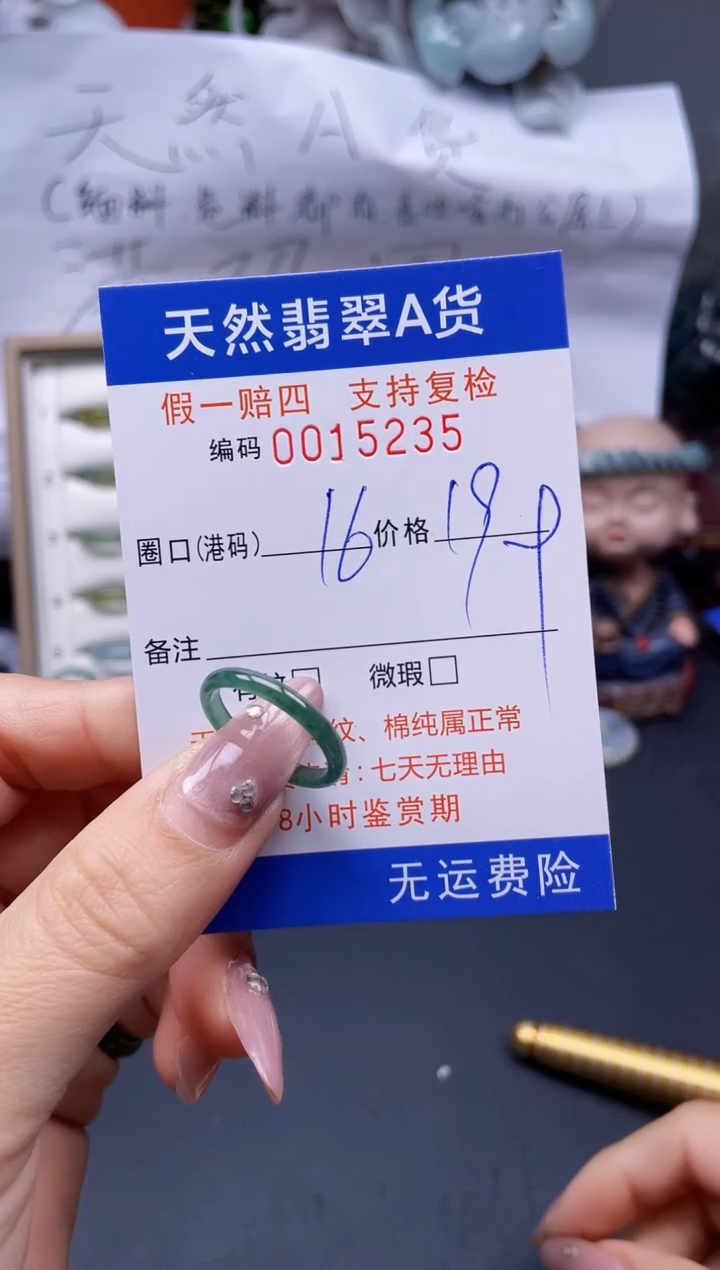 天然A货
天然翡翠A货
假一赔四 支持复检
编码 0015235
圈口(港码) 16 价格 199
备注
微瑕□
纹、棉纯属正常
：七天无理由
8小时鉴赏期
无运费险